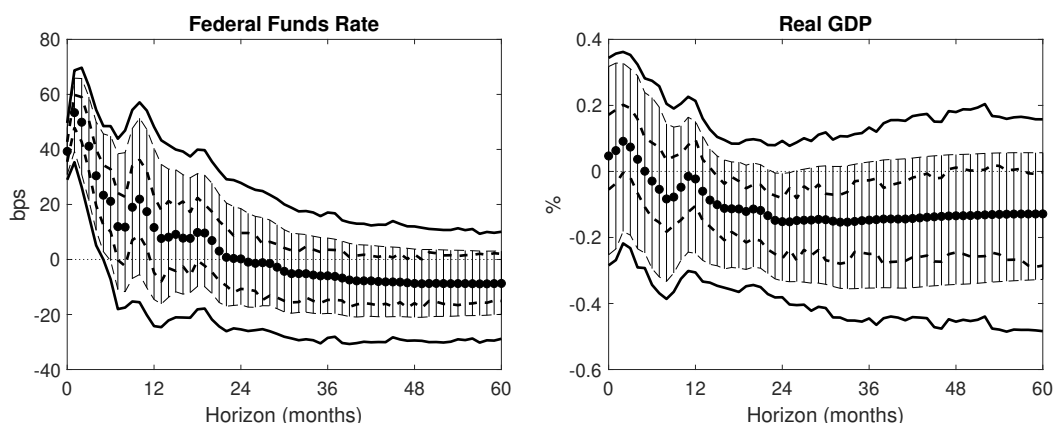 Federal Funds Rate
80
60
40
20
0
-20
-40
bps
0 12 24 36 48 60
Horizon (months)
Real GDP
0.4
0.2
0
-0.2
-0.4
-0.6
%
0 12 24 36 48 60
Horizon (months)